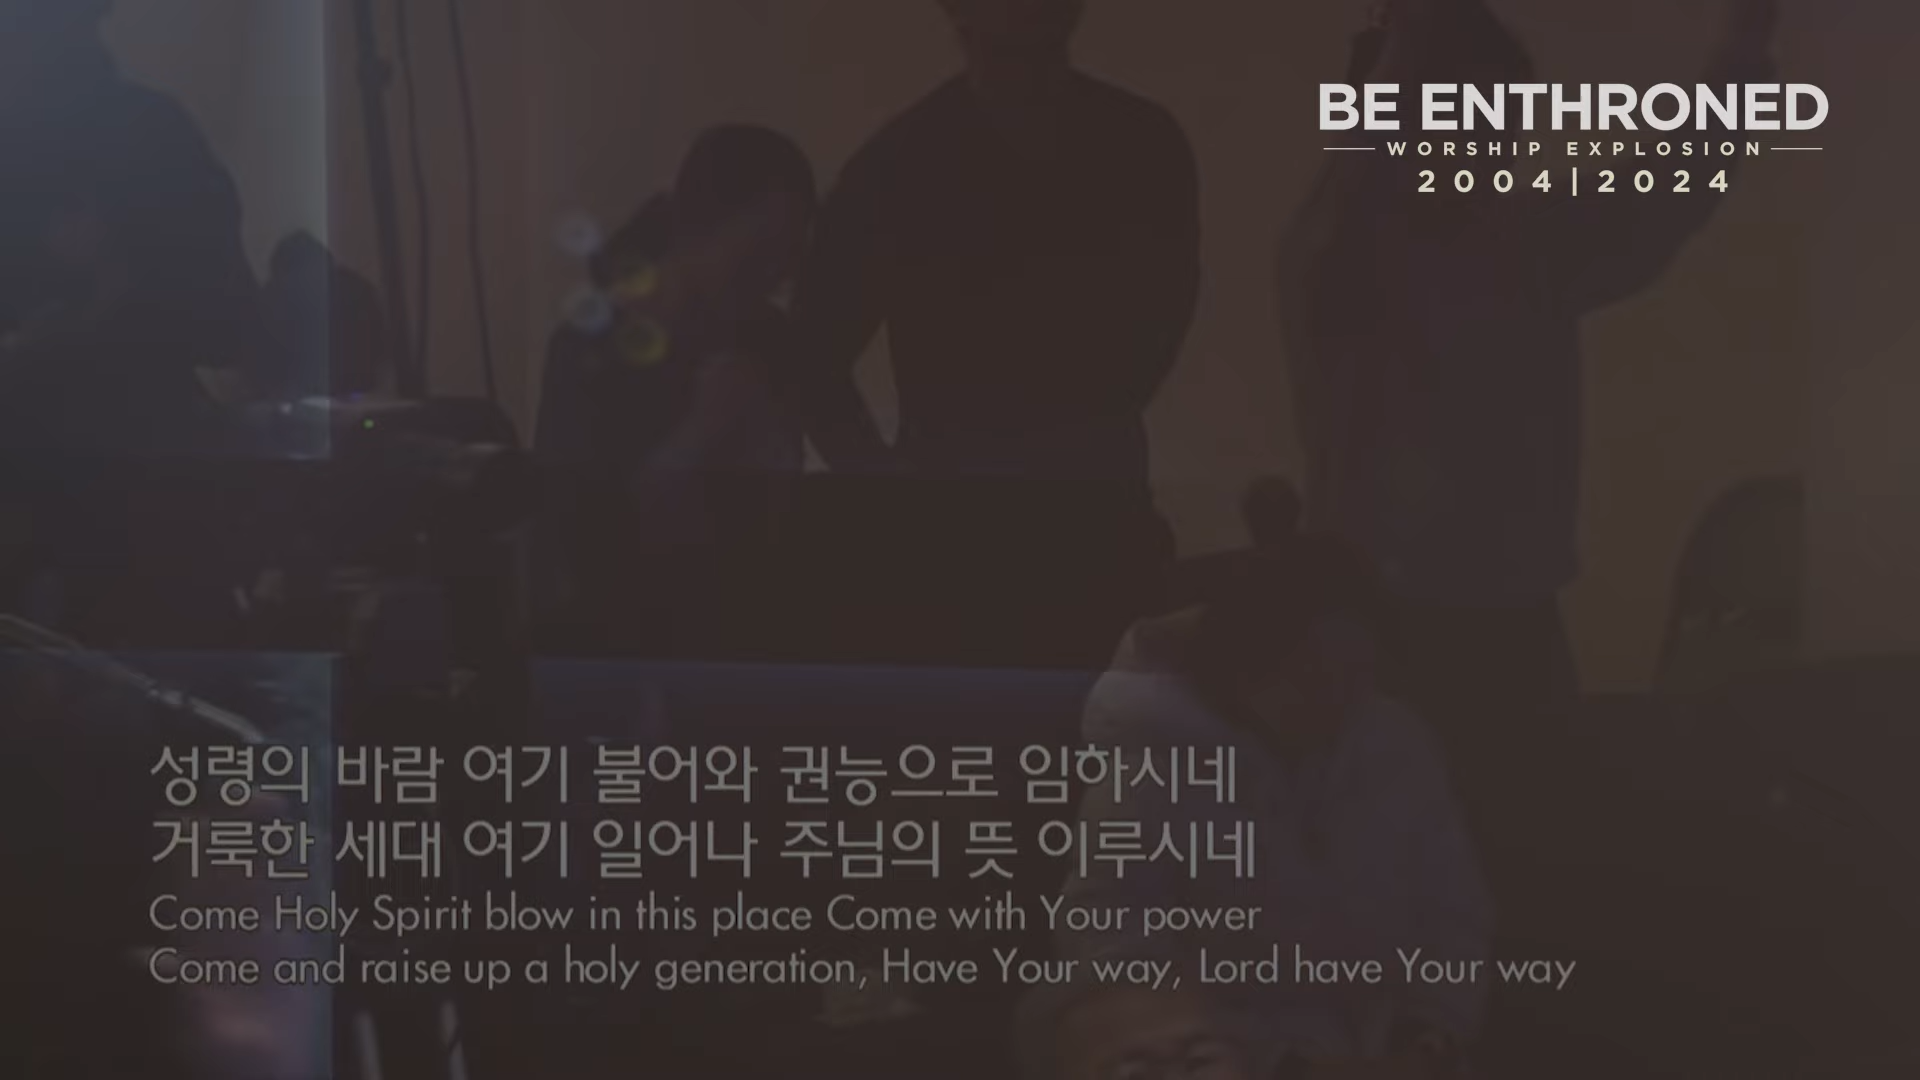 BE ENTHRONED
WORSHIP EXPLOSION
2004|2024
성령의 바람 여기 불어와 권능으로 임하시네
거룩한 세대 여기 일어나 주님의 뜻 이루시네
Come Holy Spirit blow in this place Come with Your power
Come and raise up a holy generation, Have Your way, Lord have Your way